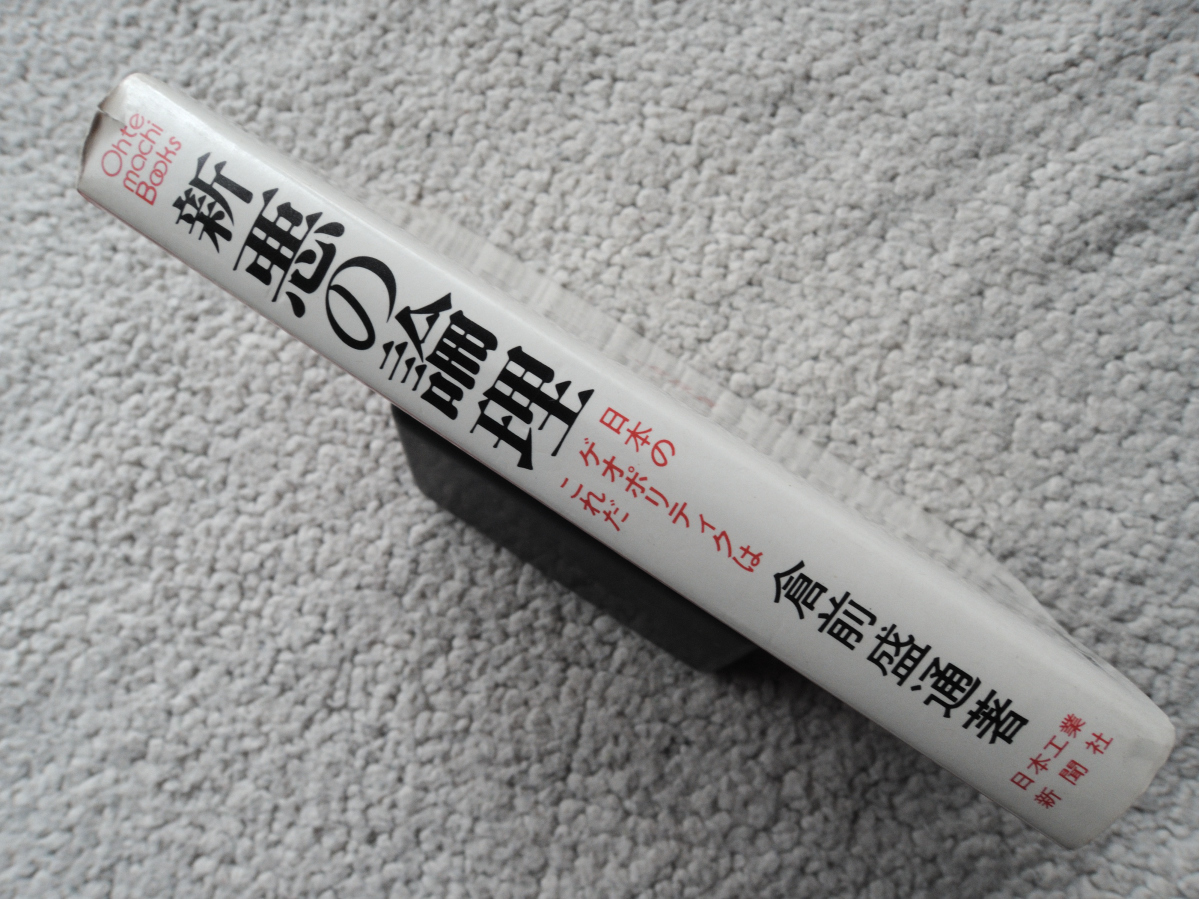 Ohte
machi
Books
新悪の論理
日本の
ゲオポリティクは
これだ
倉前盛通著
日本工業
新聞社